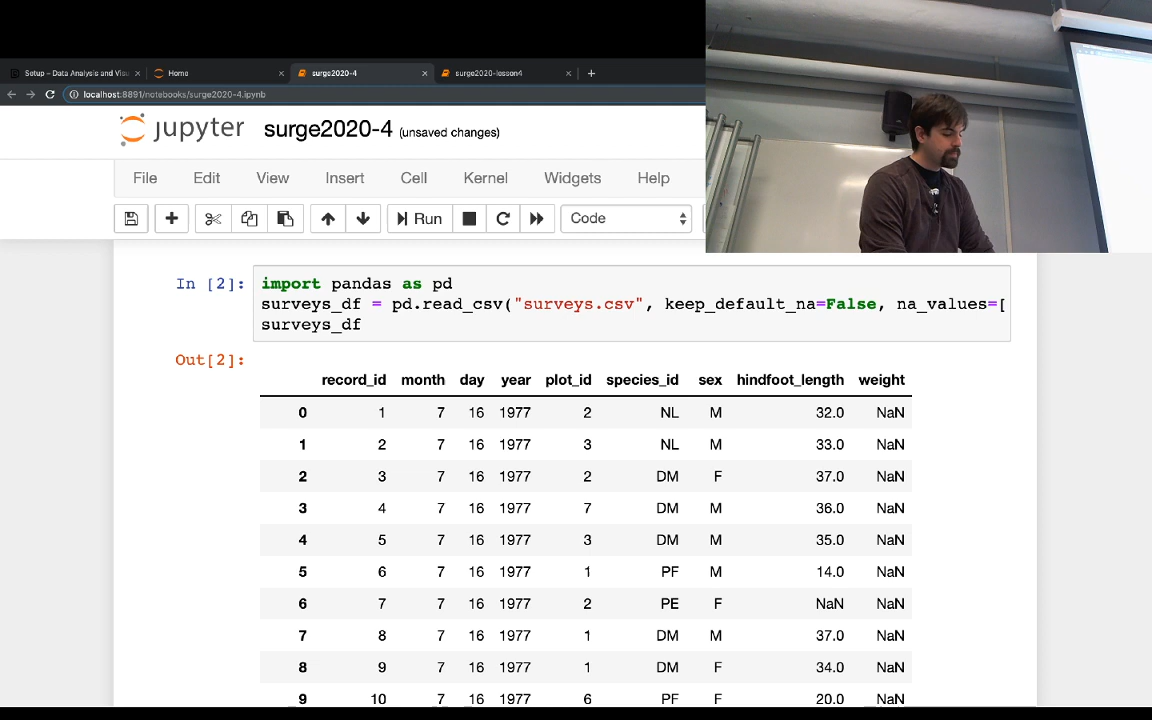 Setup – Data Analysis and Visu
Home
surge2020-4
surge2020-lesson4
localhost:8891/notebooks/surge2020-4.ipynb
jupyter surge2020-4 (unsaved changes)
File Edit View Insert Cell Kernel Widgets Help
Run Code
In [2]: import pandas as pd
surveys_df = pd.read_csv("surveys.csv", keep_default_na=False, na_values=[
surveys_df
Out[2]:
record_id month day year plot_id species_id sex hindfoot_length weight
0 1 7 16 1977 2 NL M 32.0 NaN
1 2 7 16 1977 3 NL M 33.0 NaN
2 3 7 16 1977 2 DM F 37.0 NaN
3 4 7 16 1977 7 DM M 36.0 NaN
4 5 7 16 1977 3 DM M 35.0 NaN
5 6 7 16 1977 1 PF M 14.0 NaN
6 7 7 16 1977 2 PE F NaN NaN
7 8 7 16 1977 1 DM M 37.0 NaN
8 9 7 16 1977 1 DM F 34.0 NaN
9 10 7 16 1977 6 PF F 20.0 NaN